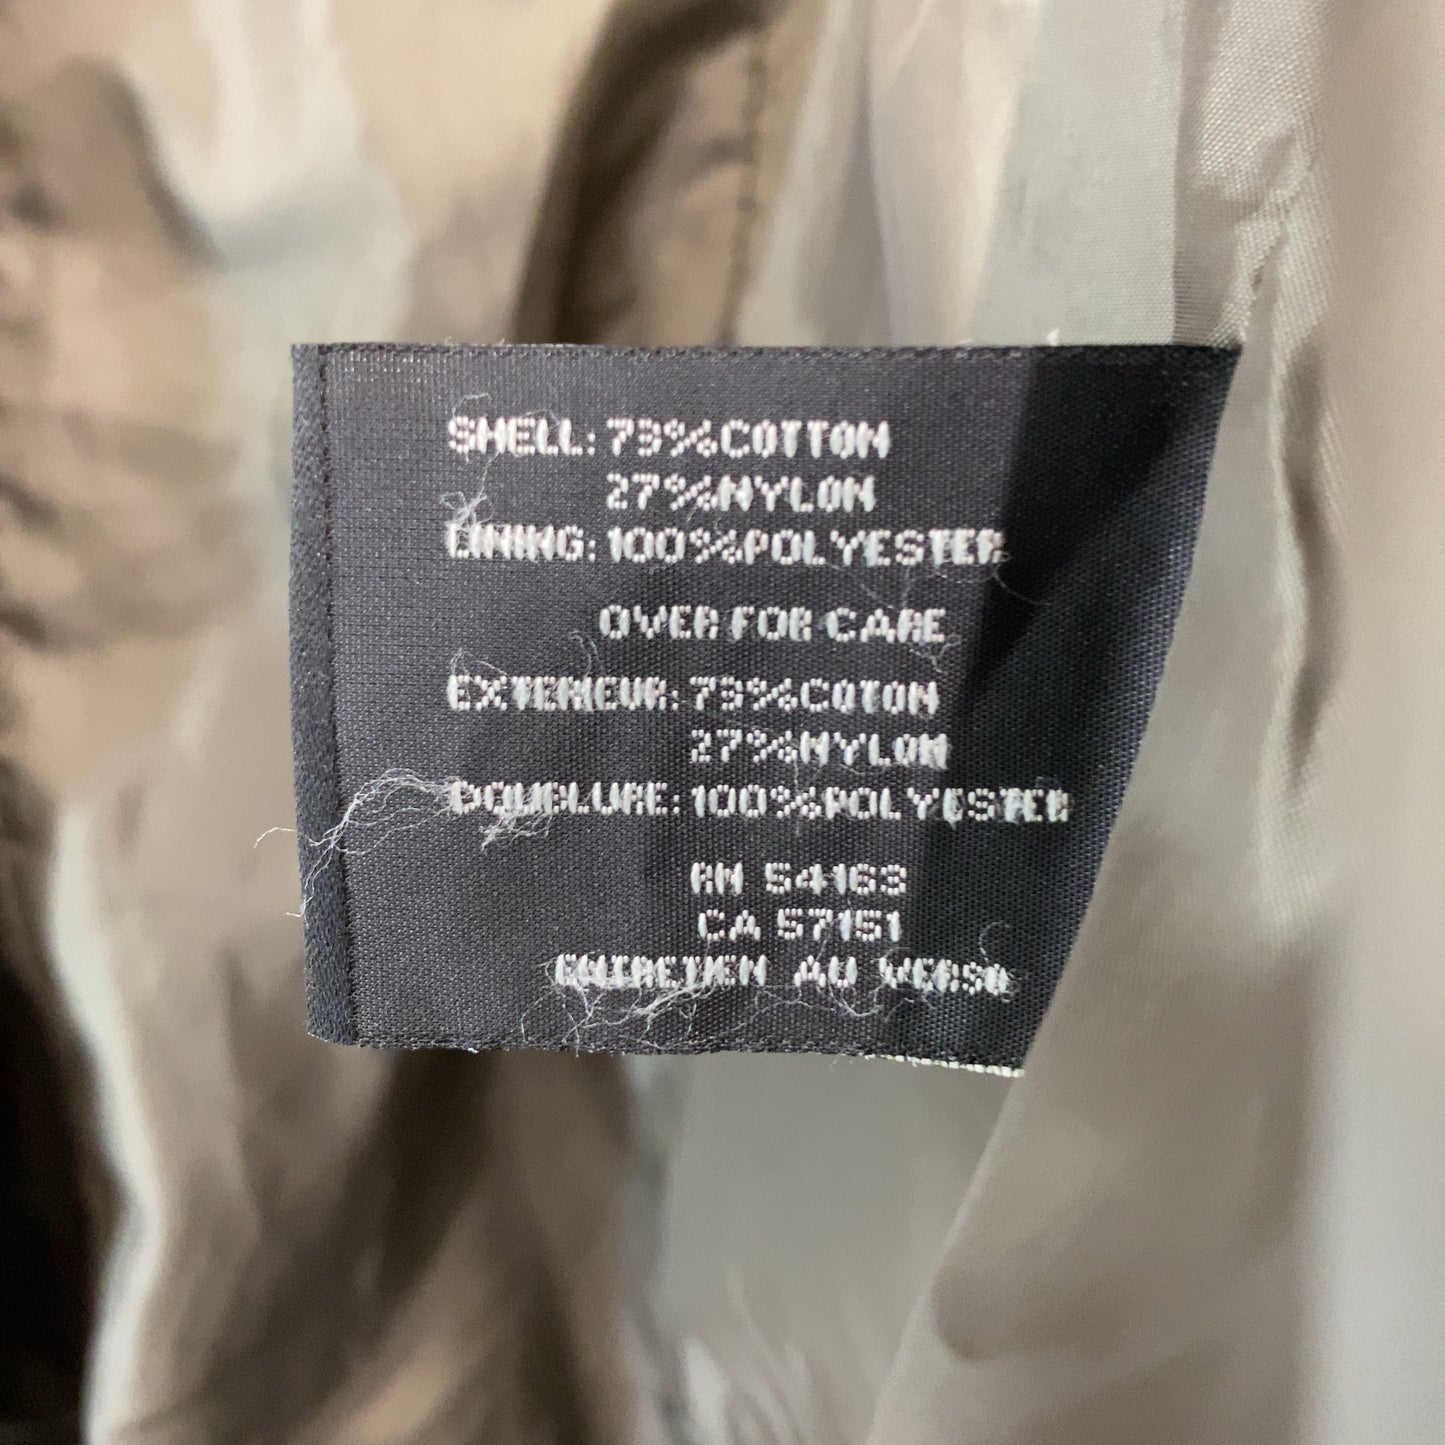 SHELL: 73%COTTON
27%NYLON
LINING: 100%POLYESTER
OVER FOR CARE
EXTERIEUR: 73%COTON
27%NYLON
DOUBLURE: 100%POLYESTER
RN 54163
CA 57151
ENTRETIEN AU VERSO